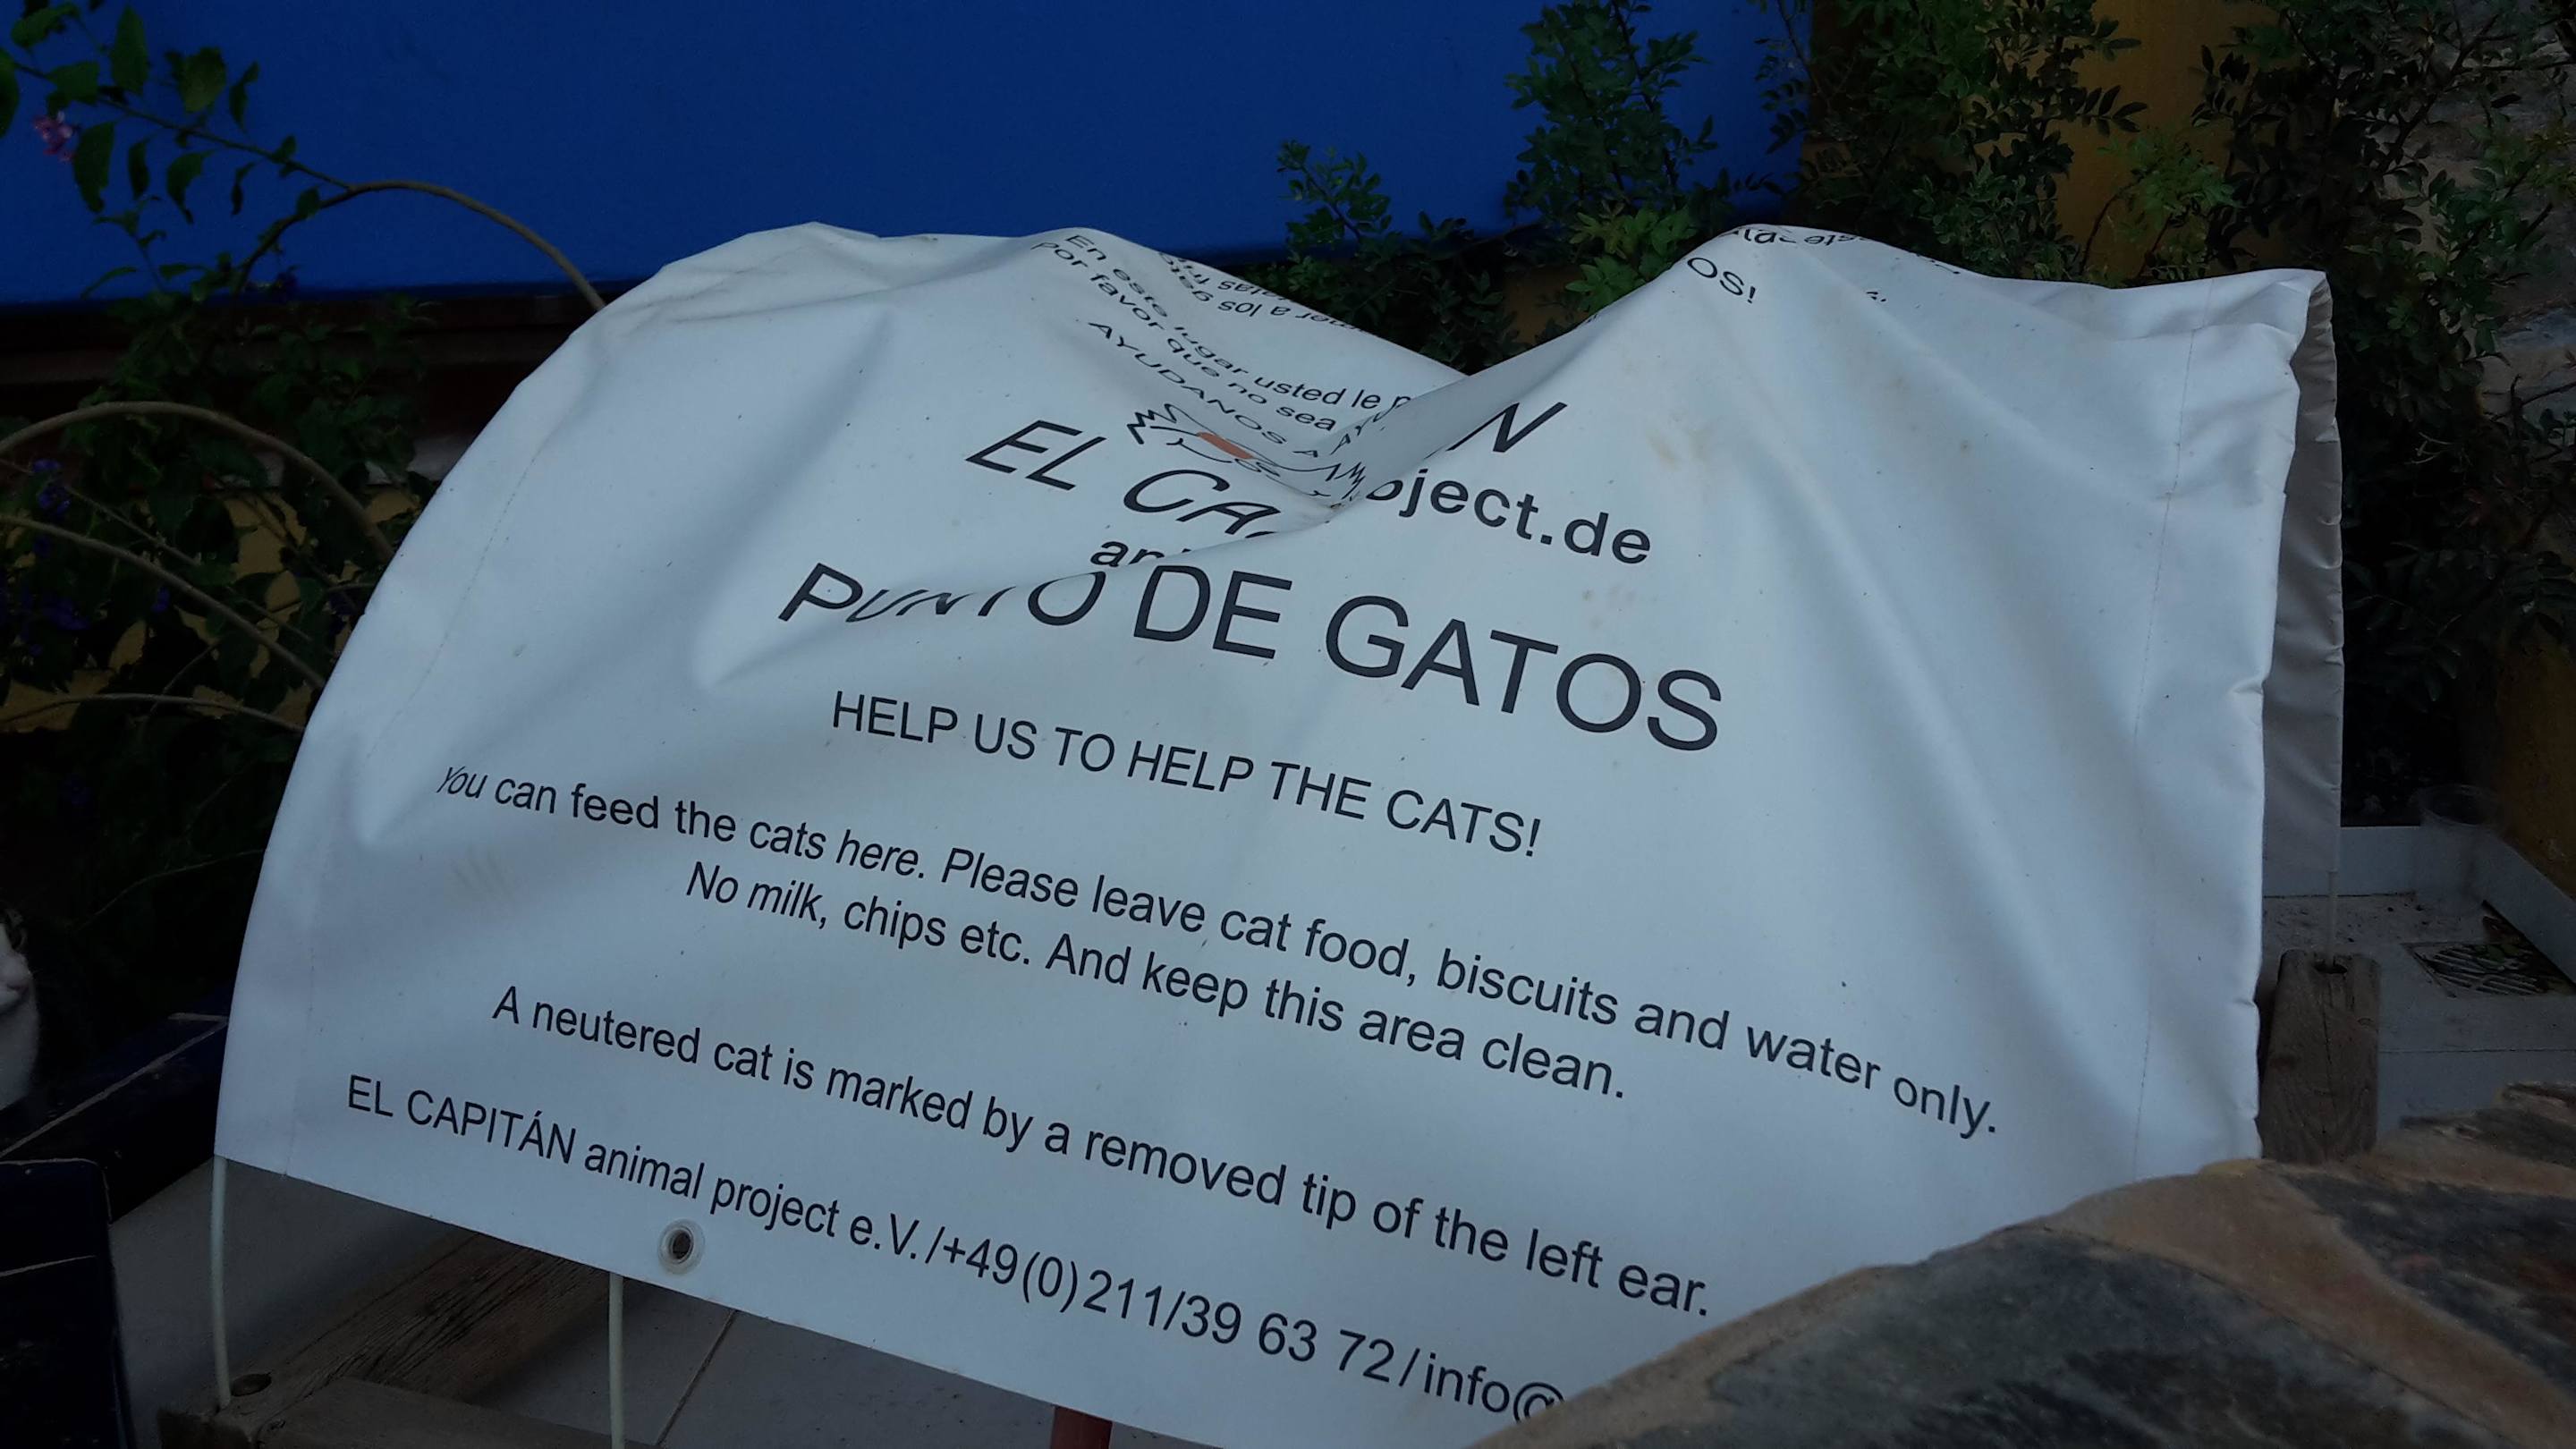 En este lugar usted le
por favor que no sea
AYUDANOS A
OS!
EL CA N
oject.de
PUNTO DE GATOS
HELP US TO HELP THE CATS!
You can feed the cats here. Please leave cat food, biscuits and water only.
No milk, chips etc. And keep this area clean.
A neutered cat is marked by a removed tip of the left ear.
EL CAPITÁN animal project e.V./+49(0)211/39 63 72/info@